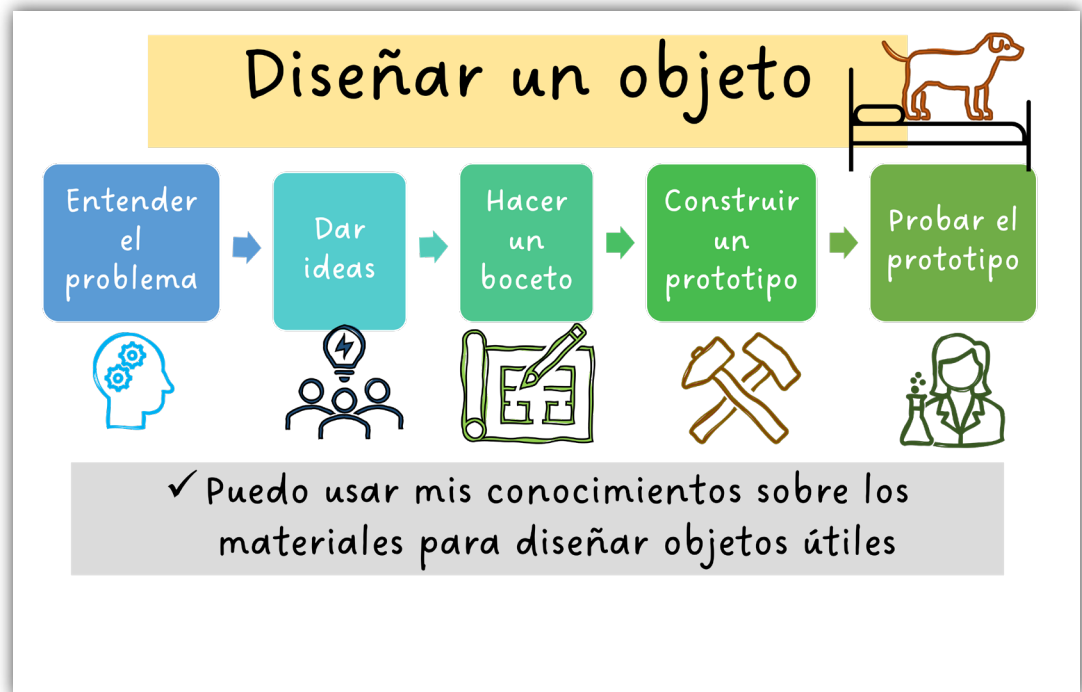 Diseñar un objeto
Entender
el
problema
Dar
ideas
Hacer
un
boceto
Construir
un
prototipo
Probar el
prototipo
✓ Puedo usar mis conocimientos sobre los
materiales para diseñar objetos útiles